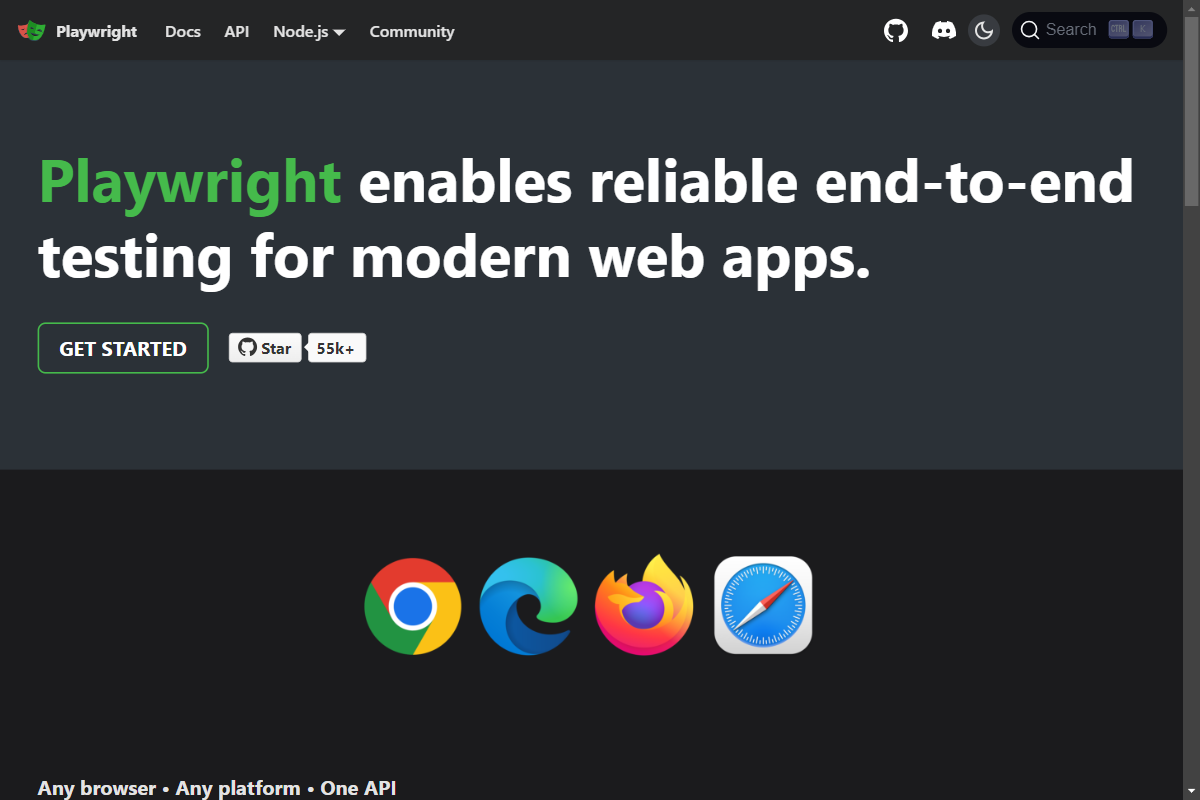 Playwright Docs API Node.js Community Search CTRL K
Playwright enables reliable end-to-end
testing for modern web apps.
GET STARTED Star 55k+
Any browser • Any platform • One API